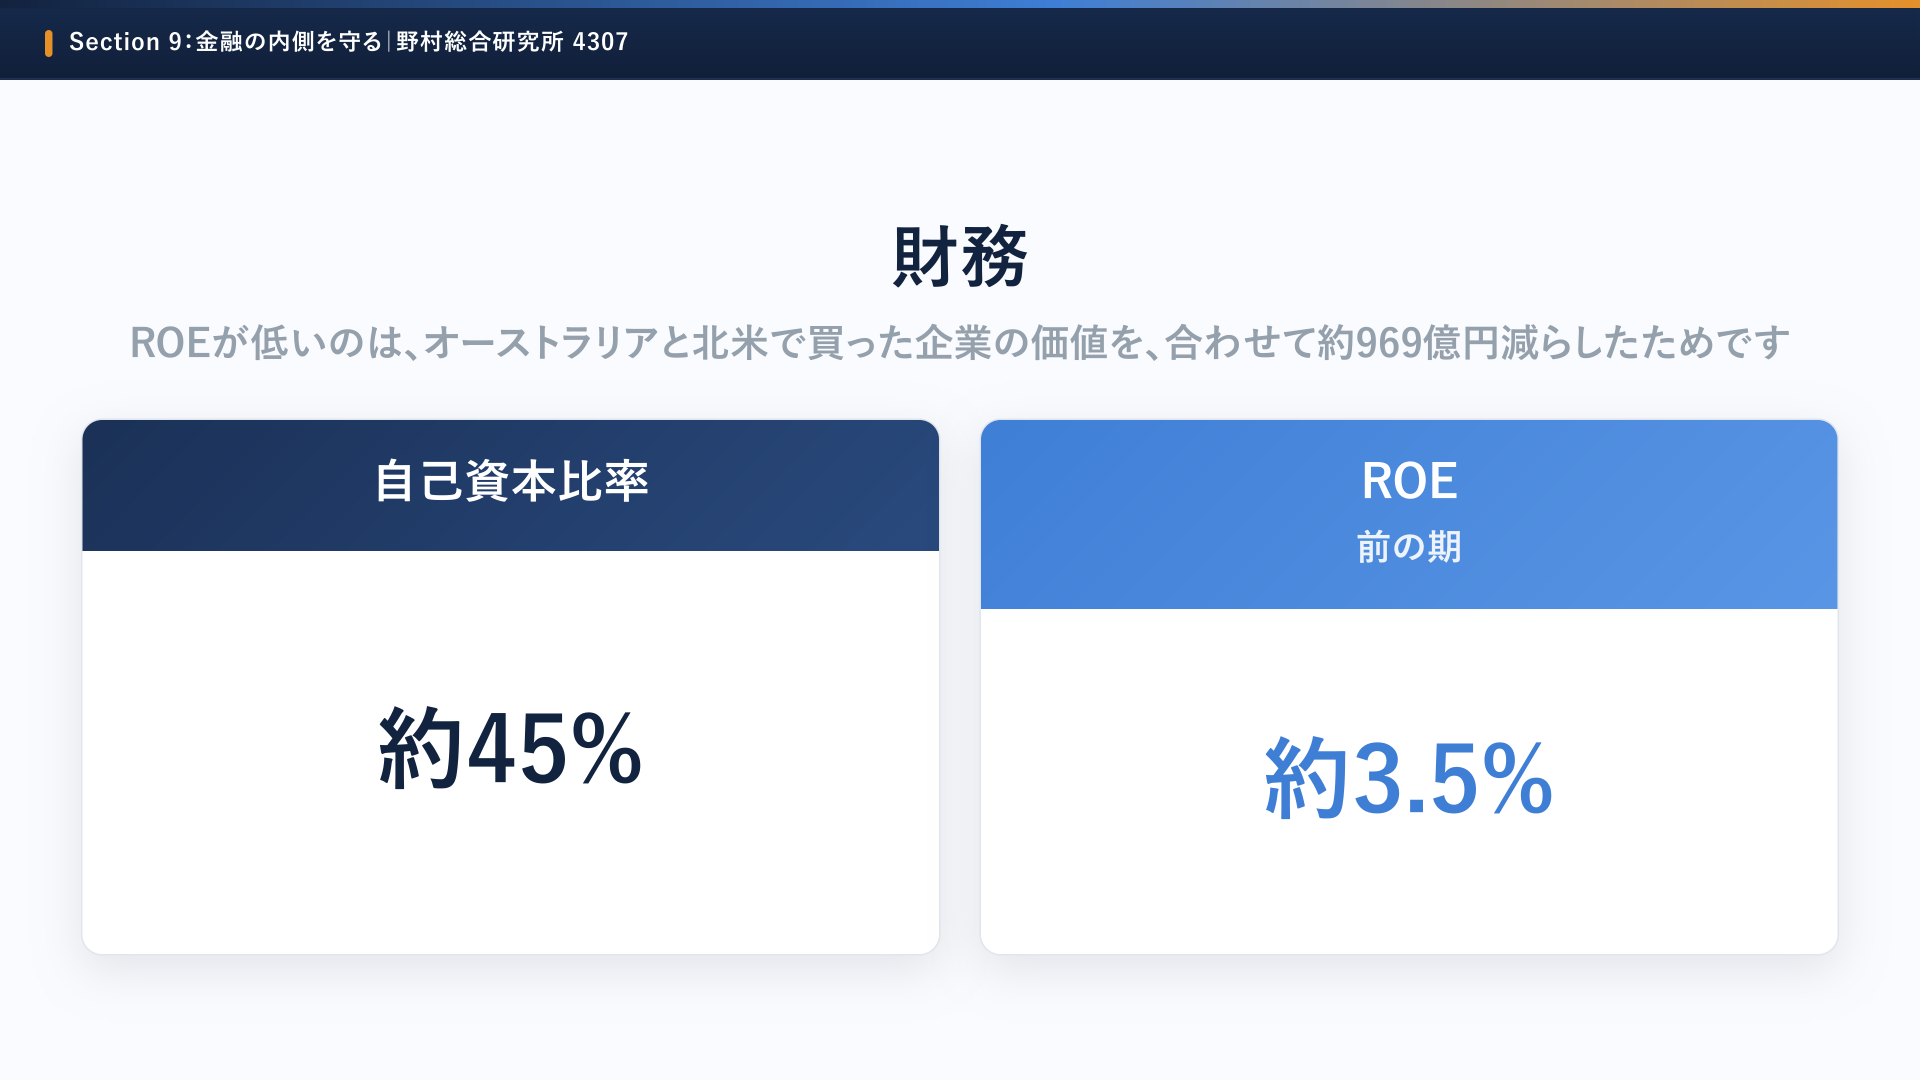 Section 9：金融の内側を守る｜野村総合研究所 4307
財務
ROEが低いのは、オーストラリアと北米で買った企業の価値を、合わせて約969億円減らしたためです
自己資本比率
約45%
ROE
前の期
約3.5%